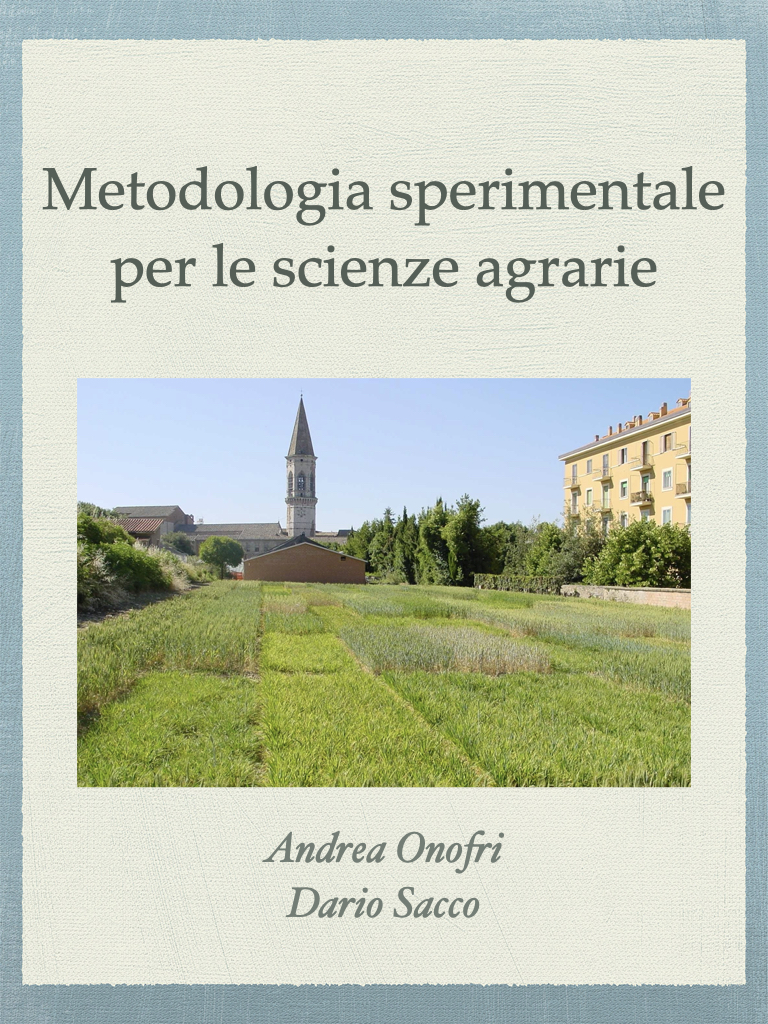 Metodologia sperimentale
per le scienze agrarie
Andrea Onofri
Dario Sacco